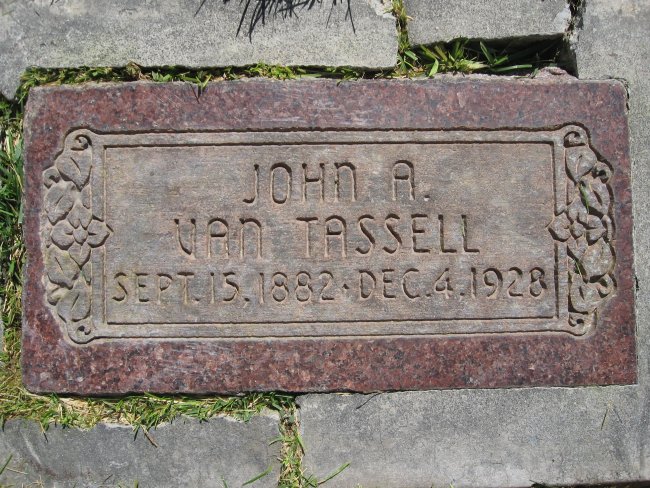 JOHN A.
VAN TASSELL
SEPT. 15, 1882 · DEC. 4, 1928